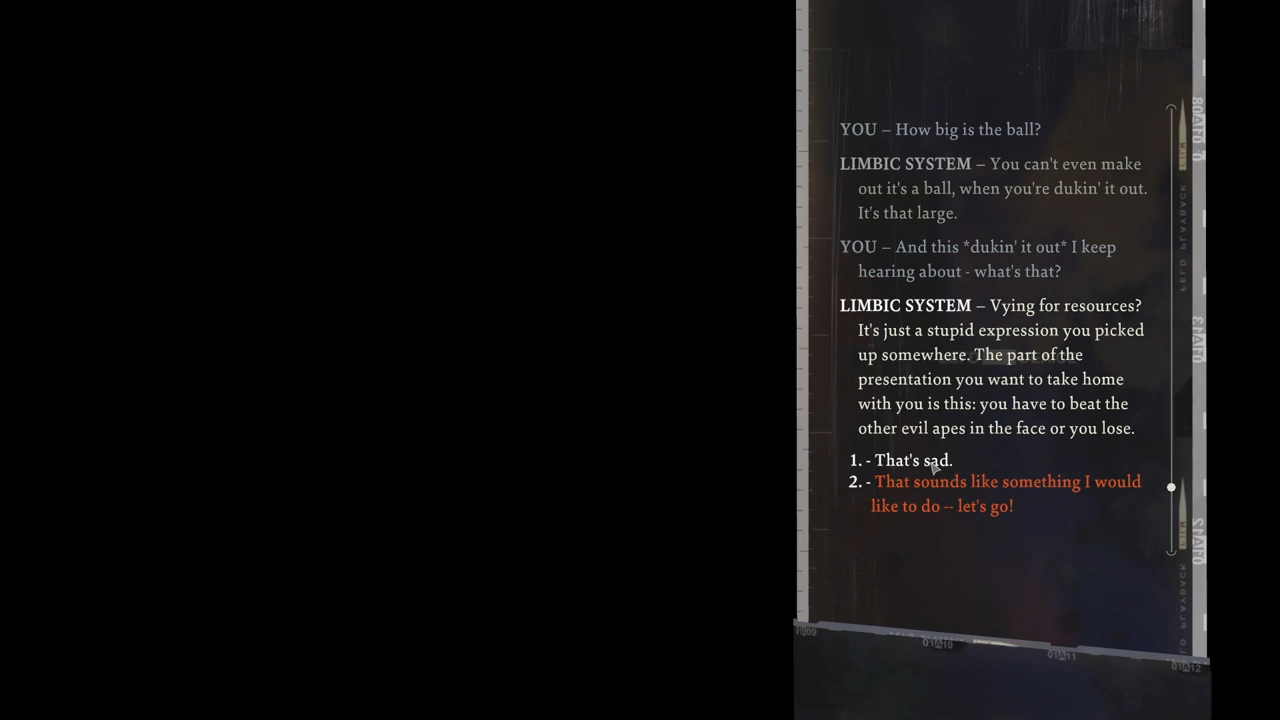 YOU – How big is the ball?
LIMBIC SYSTEM – You can't even make
out it's a ball, when you're dukin' it out.
It's that large.
YOU – And this *dukin' it out* I keep
hearing about - what's that?
LIMBIC SYSTEM – Vying for resources?
It's just a stupid expression you picked
up somewhere. The part of the
presentation you want to take home
with you is this: you have to beat the
other evil apes in the face or you lose.
1. - That's sad.
2. - That sounds like something I would
like to do -- let's go!